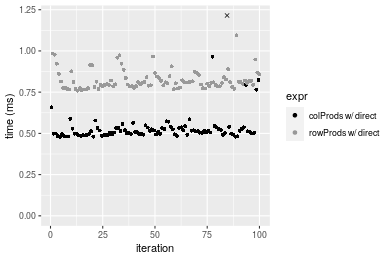 1.25
1.00
0.75
0.50
0.25
0.00
time (ms)
0
25
50
75
100
iteration
expr
colProds w/ direct
rowProds w/ direct